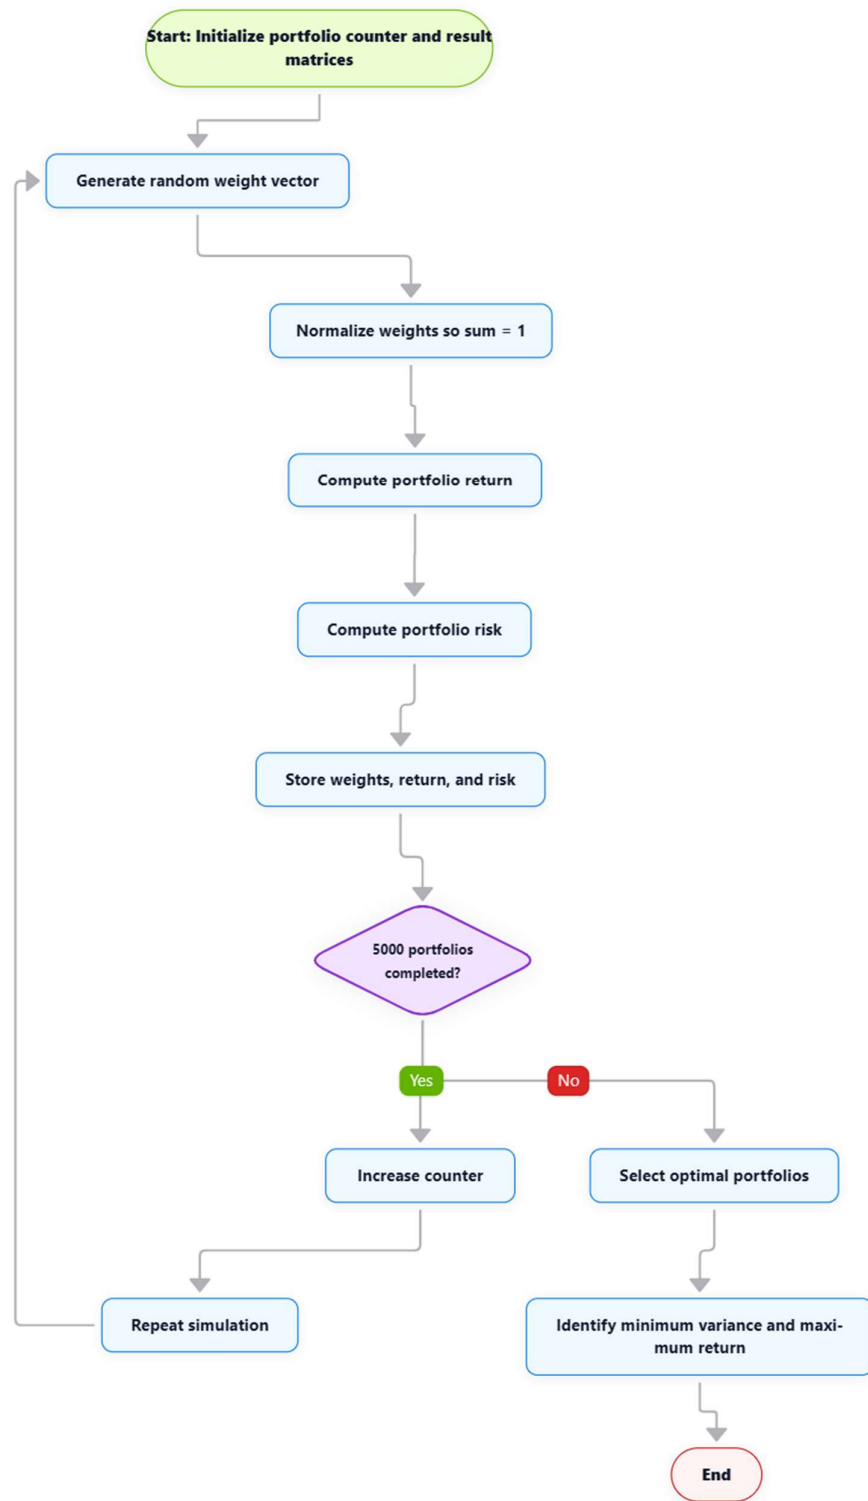 Start: Initialize portfolio counter and result
matrices
Generate random weight vector
Normalize weights so sum = 1
Compute portfolio return
Compute portfolio risk
Store weights, return, and risk
5000 portfolios
completed?
Yes
No
Increase counter
Select optimal portfolios
Repeat simulation
Identify minimum variance and maxi-
mum return
End